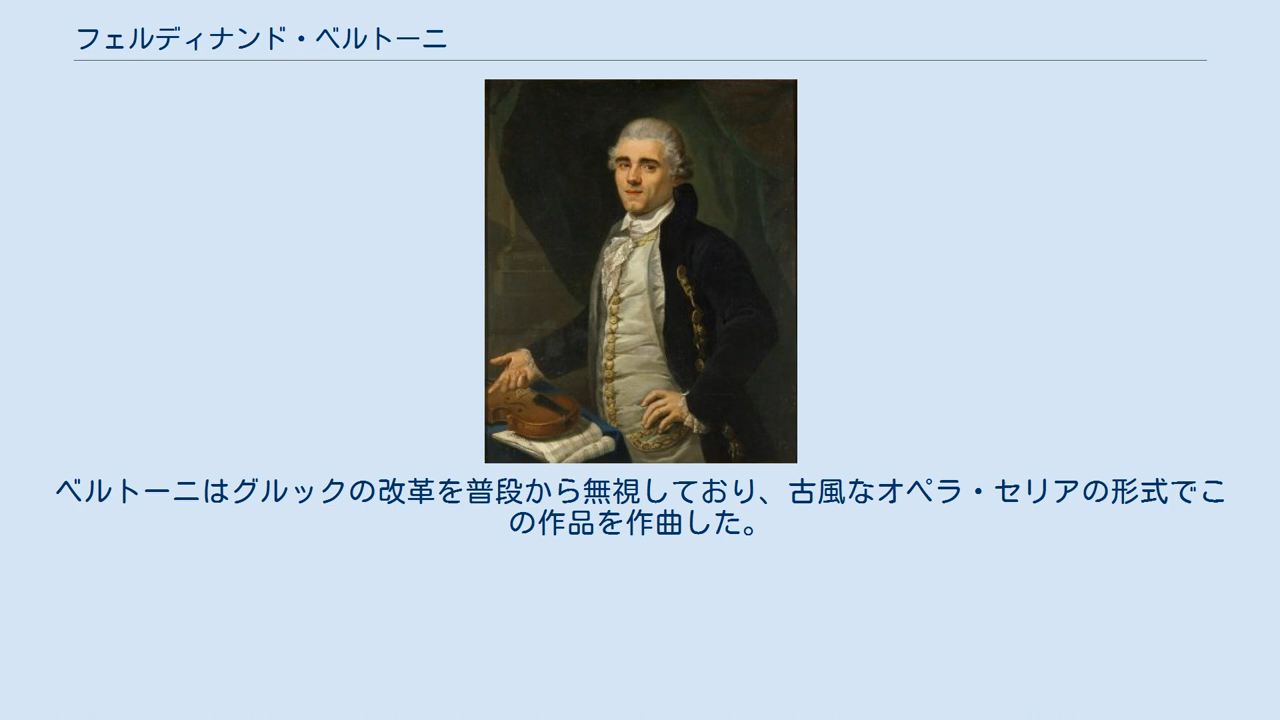 フェルディナンド・ベルトーニ
ベルトーニはグルックの改革を普段から無視しており、古風なオペラ・セリアの形式でこ
の作品を作曲した。